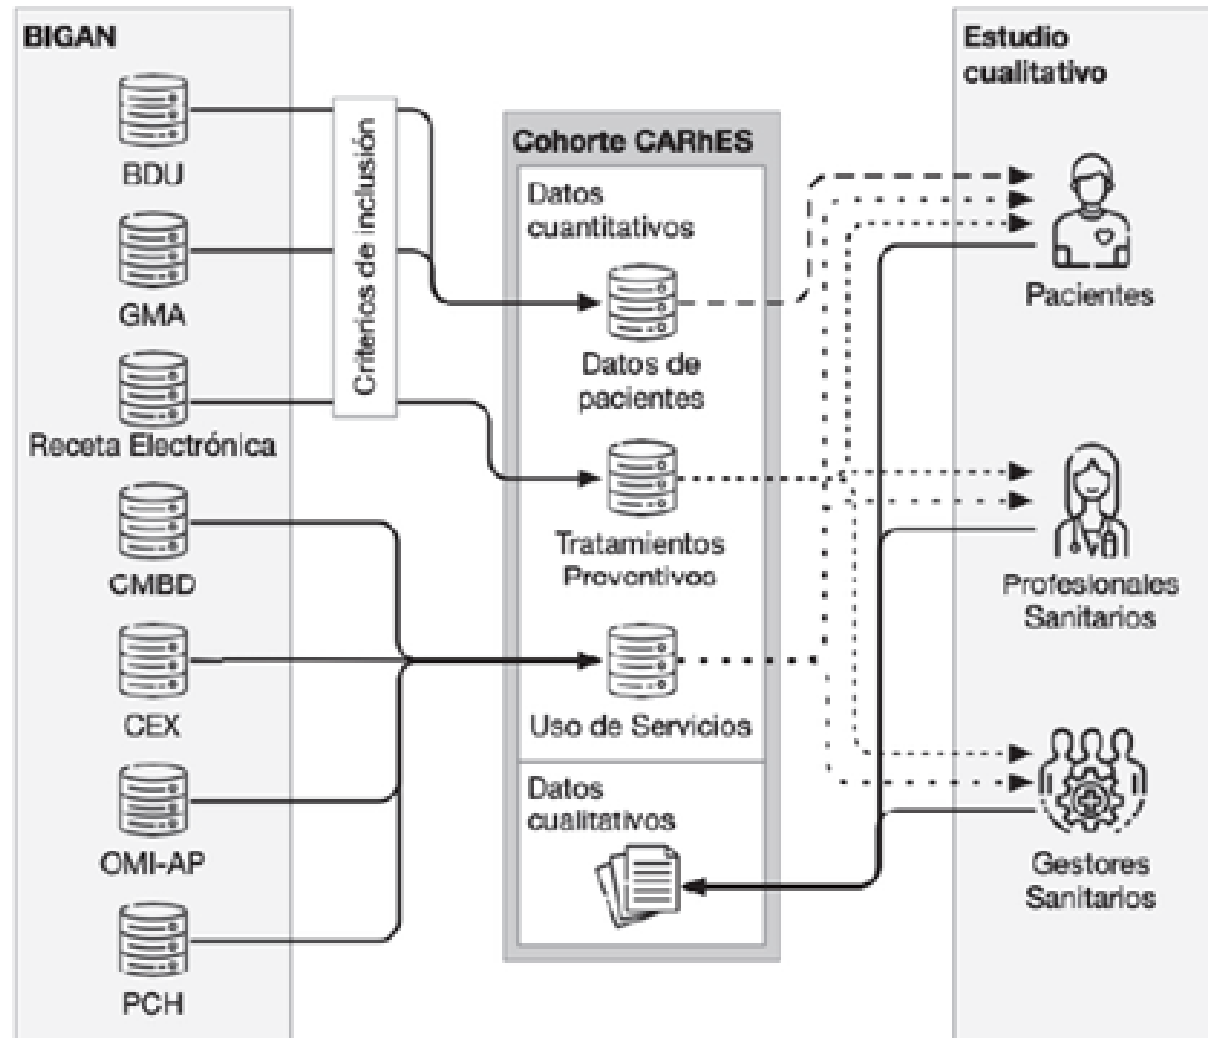 BIGAN
BDU
GMA
Receta Electrónica
CMBD
CEX
OMI-AP
PCH
Criterios de inclusión
Cohorte CARhES
Datos
cuantitativos
Datos de
pacientes
Tratamientos
Preventivos
Uso de Servicios
Datos
cualitativos
Estudio
cualitativo
Pacientes
Profesionales
Sanitarios
Gestores
Sanitarios